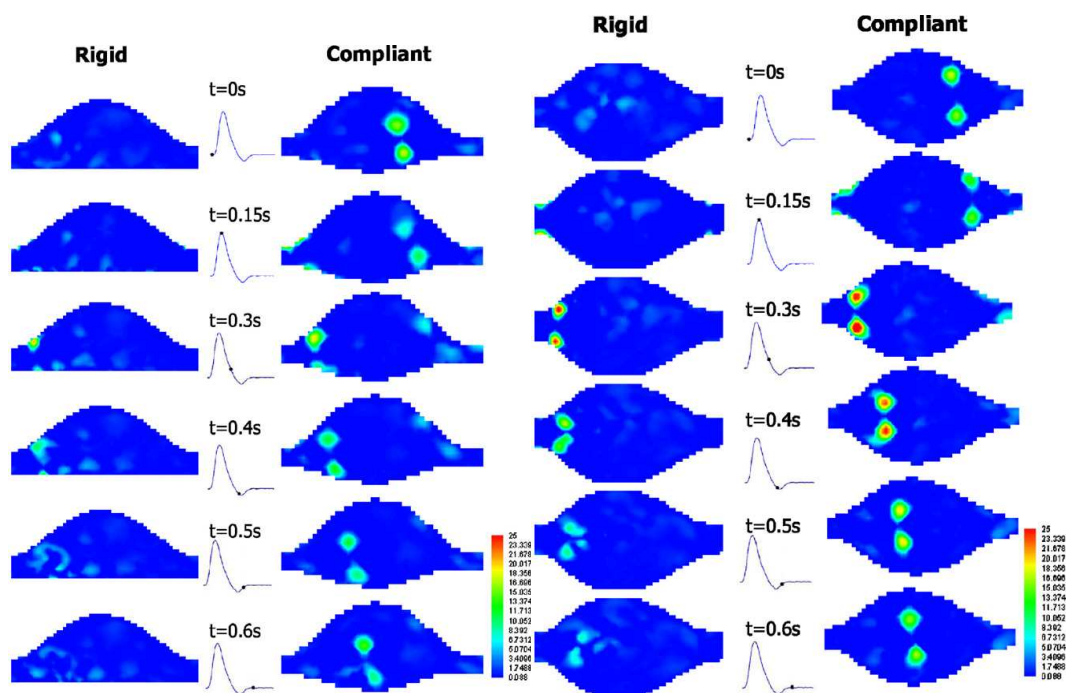 Rigid
Compliant
t=0s
t=0.15s
t=0.3s
t=0.4s
t=0.5s
t=0.6s
25
23.339
21.678
20.017
18.356
16.695
15.035
13.374
11.713
10.052
8.392
6.7312
5.0704
3.4096
1.7488
0.088
Rigid
Compliant
t=0s
t=0.15s
t=0.3s
t=0.4s
t=0.5s
t=0.6s
25
23.339
21.678
20.017
18.356
16.695
15.035
13.374
11.713
10.052
8.392
6.7312
5.0704
3.4096
1.7488
0.088